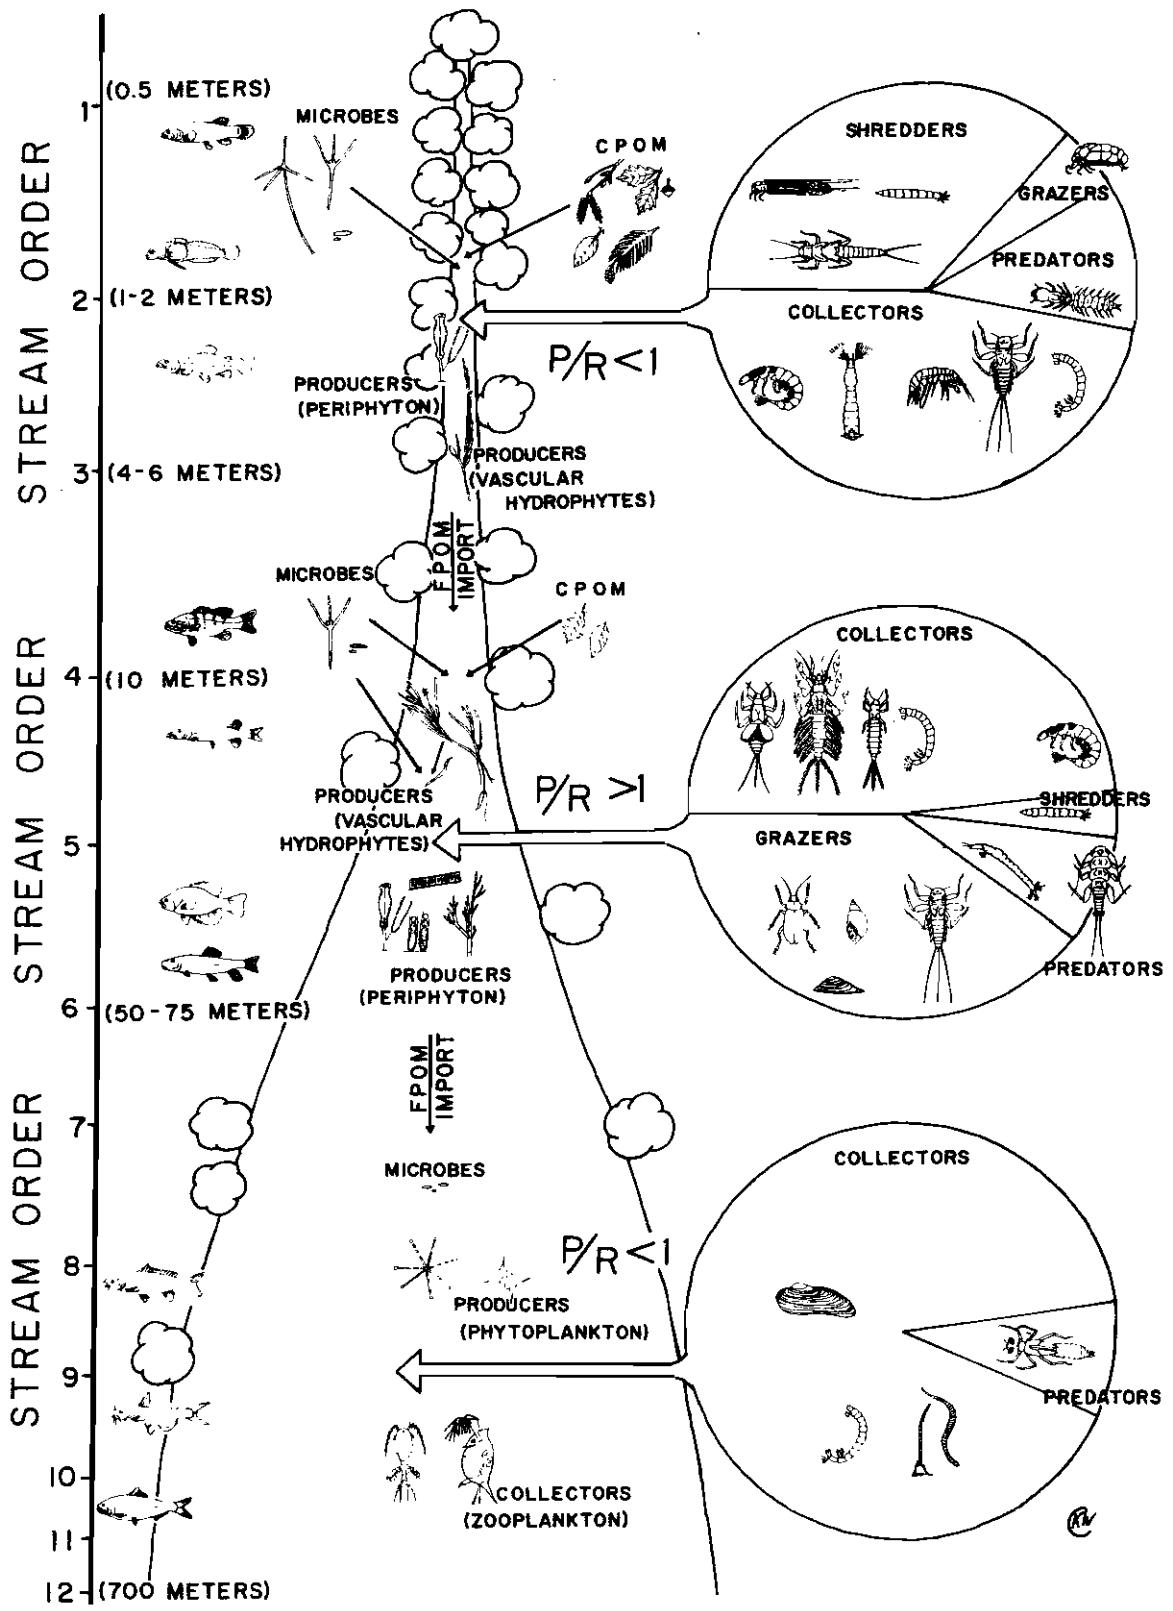 STREAM ORDER
1
(0.5 METERS)
MICROBES
CPOM
2
(1-2 METERS)
PRODUCERS
(PERIPHYTON)
P/R<1
3
(4-6 METERS)
PRODUCERS
(VASCULAR
HYDROPHYTES)
SHREDDERS
GRAZERS
PREDATORS
COLLECTORS
FPOM
IMPORT
STREAM ORDER
MICROBES
CPOM
4
(10 METERS)
PRODUCERS
(VASCULAR
HYDROPHYTES)
P/R >1
5
PRODUCERS
(PERIPHYTON)
6
(50-75 METERS)
COLLECTORS
SHREDDERS
GRAZERS
PREDATORS
FPOM
IMPORT
STREAM ORDER
7
MICROBES
8
P/R<1
PRODUCERS
(PHYTOPLANKTON)
9
COLLECTORS
PREDATORS
10
COLLECTORS
(ZOOPLANKTON)
11
12
(700 METERS)